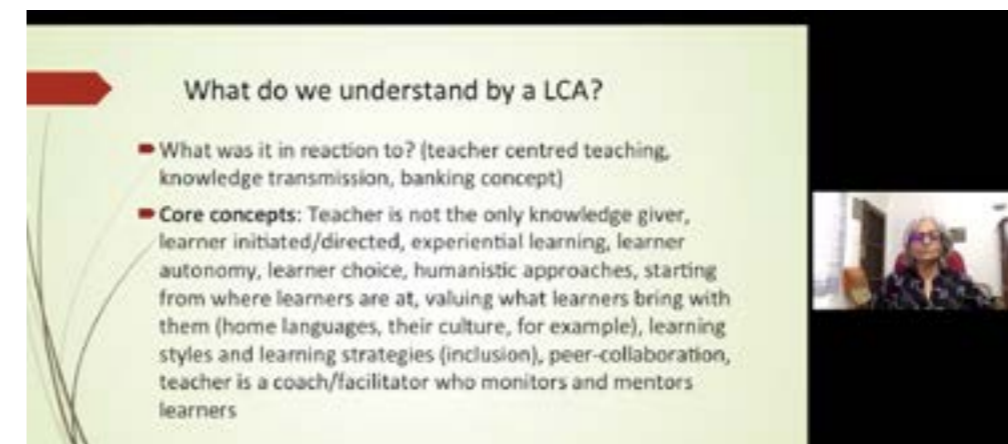 What do we understand by a LCA?
What was it in reaction to? (teacher centred teaching,
knowledge transmission, banking concept)
Core concepts: Teacher is not the only knowledge giver,
learner initiated/directed, experiential learning, learner
autonomy, learner choice, humanistic approaches, starting
from where learners are at, valuing what learners bring with
them (home languages, their culture, for example), learning
styles and learning strategies (inclusion), peer-collaboration,
teacher is a coach/facilitator who monitors and mentors
learners